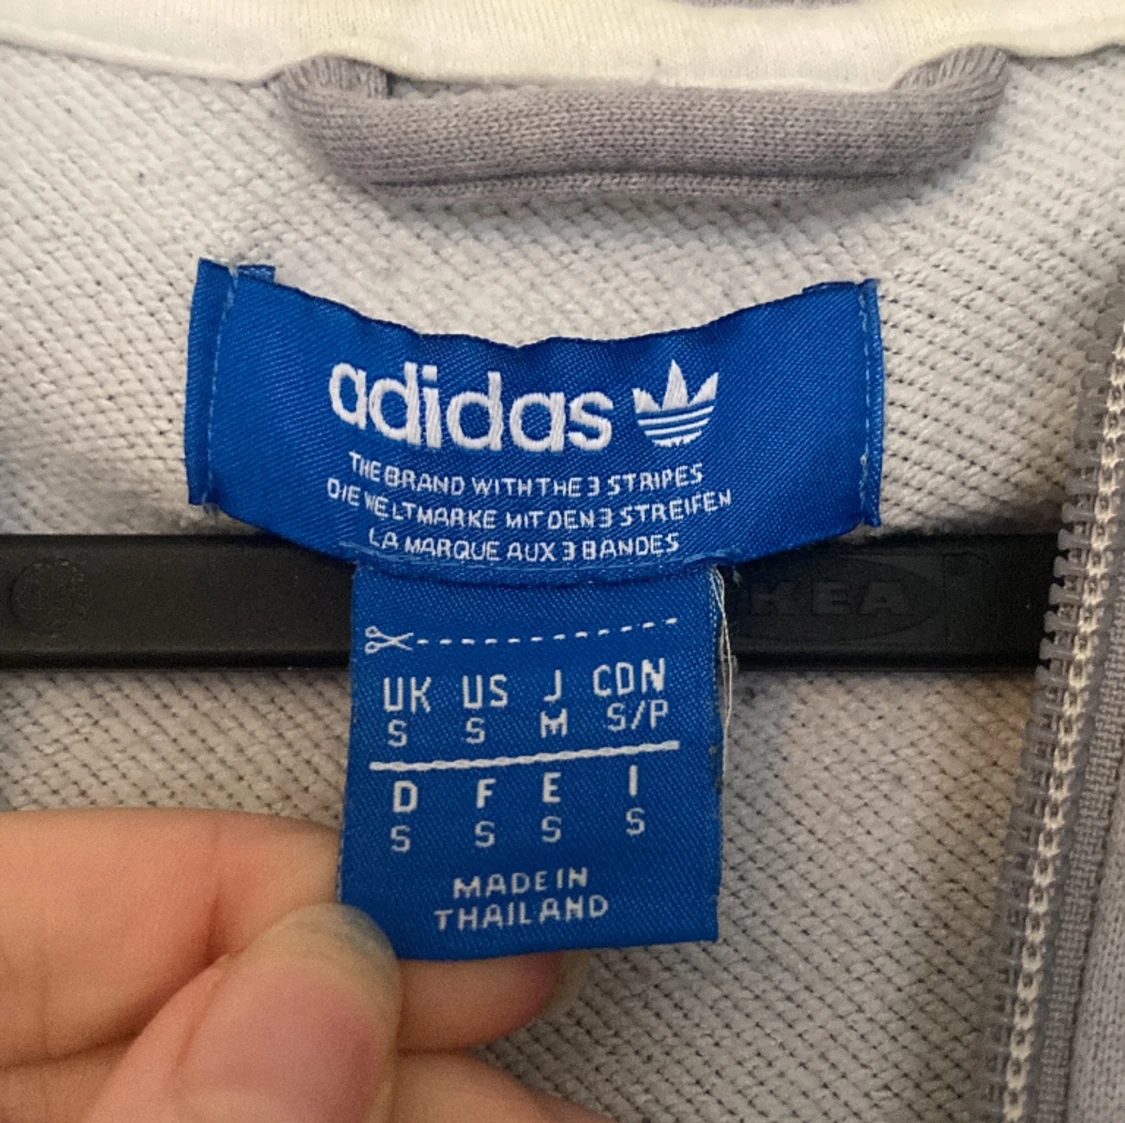 adidas
THE BRAND WITH THE 3 STRIPES
DIE WELTMARKE MIT DEN 3 STREIFEN
LA MARQUE AUX 3 BANDES
UK US J CDN
S S M S/P
D F E I
S S S S
MADE IN
THAILAND
IKEA